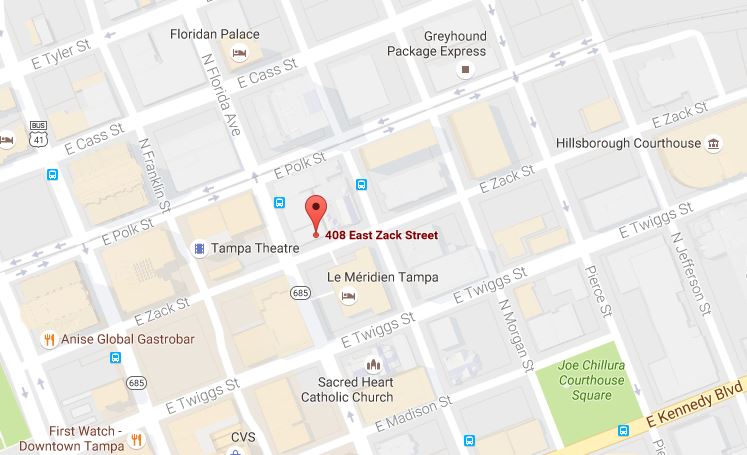 Floridan Palace
Greyhound
Package Express
E Tyler St
E Cass St
N Florida Ave
BUS
41
E Cass St
N Franklin St
E Polk St
E Zack St
Hillsborough Courthouse
E Zack St
E Twiggs St
408 East Zack Street
Tampa Theatre
E Polk St
N Jefferson St
Le Méridien Tampa
685
E Twiggs St
Pierce St
E Zack St
N Morgan St
Anise Global Gastrobar
E Twiggs St
685
Joe Chillura
Courthouse
Square
Sacred Heart
Catholic Church
E Twiggs St
E Kennedy Blvd
E Madison St
First Watch -
Downtown Tampa
CVS
Pie